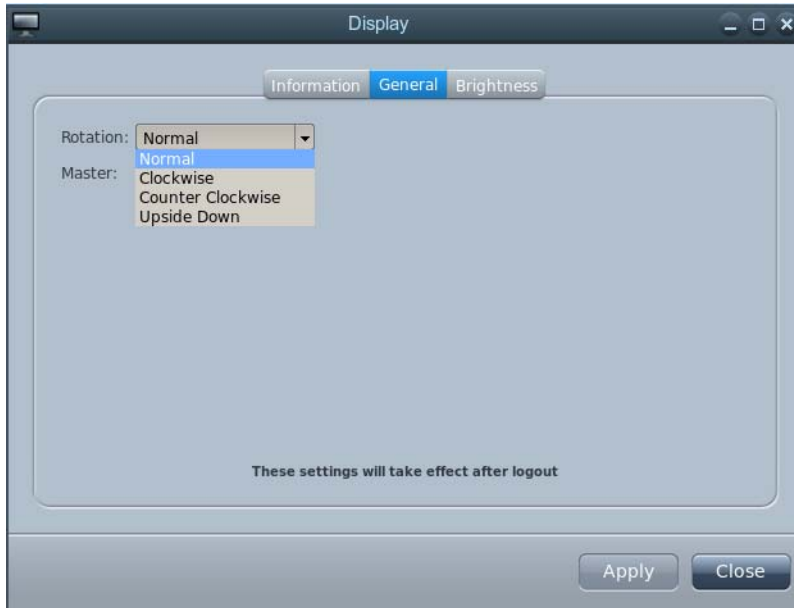 Display
Information General Brightness
Rotation: Normal
Normal
Master: Clockwise
Counter Clockwise
Upside Down
These settings will take effect after logout
Apply Close